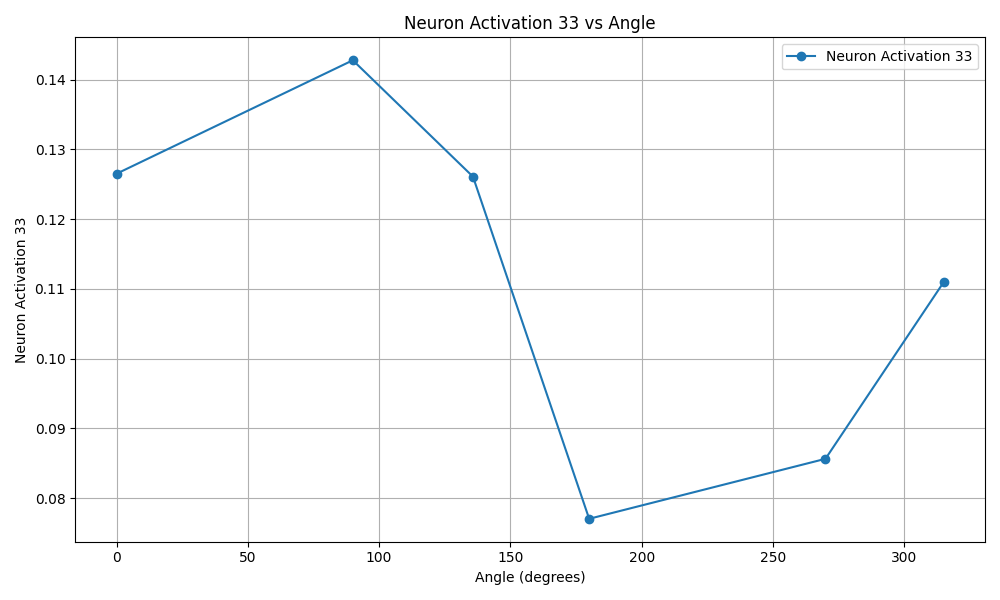 Neuron Activation 33 vs Angle
Neuron Activation 33
0.14
0.13
0.12
0.11
0.10
0.09
0.08
Neuron Activation 33
0 50 100 150 200 250 300
Angle (degrees)